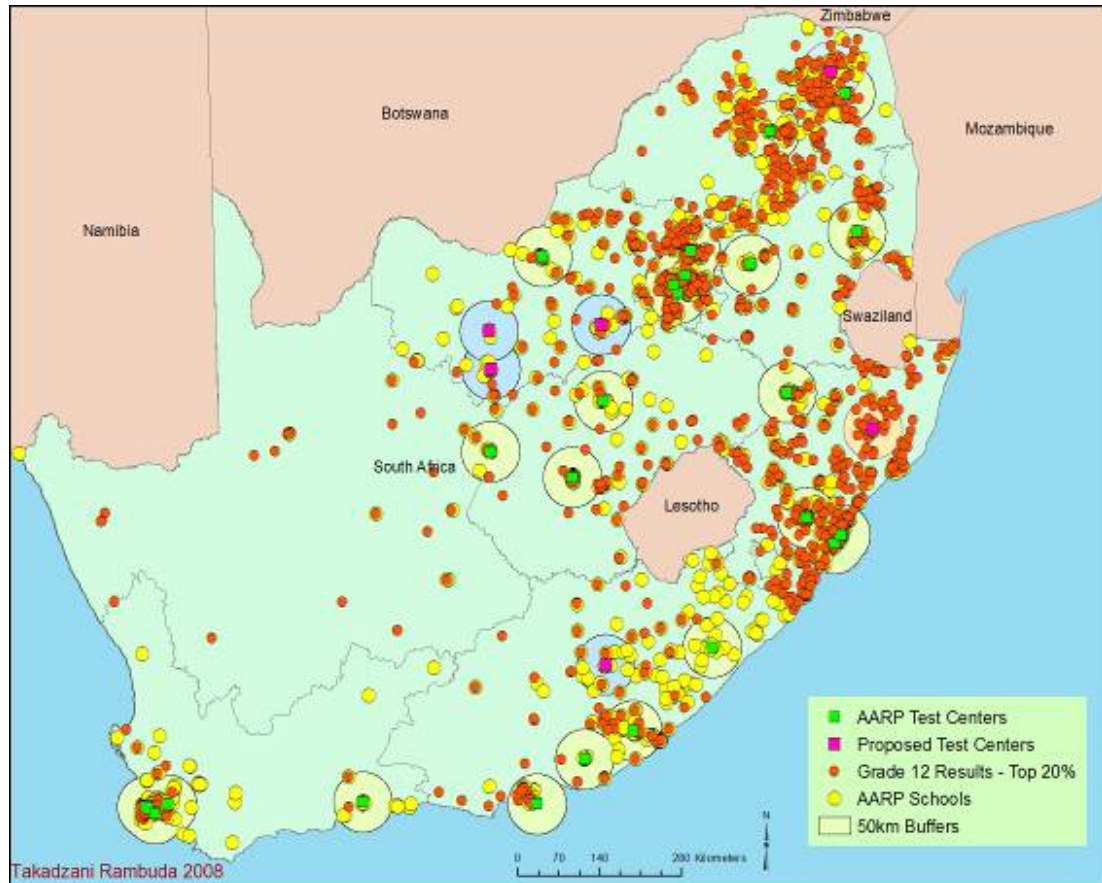 Zimbabwe
Botswana
Mozambique
Namibia
Swaziland
South Africa
Lesotho
AARP Test Centers
Proposed Test Centers
Grade 12 Results - Top 20%
AARP Schools
50km Buffers
N
0 70 140 280 Kilometers
Takadzani Rambuda 2008